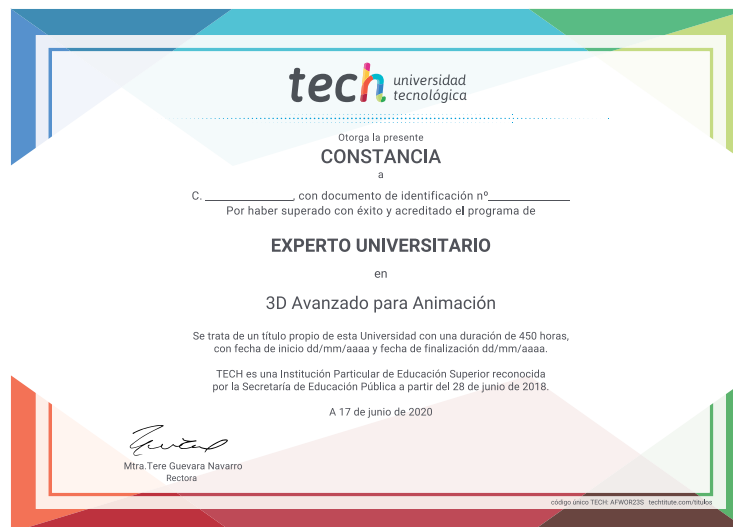 tech universidad
tecnológica
Otorga la presente
CONSTANCIA
a
C. ____________, con documento de identificación nº____________
Por haber superado con éxito y acreditado el programa de
EXPERTO UNIVERSITARIO
en
3D Avanzado para Animación
Se trata de un título propio de esta Universidad con una duración de 450 horas,
con fecha de inicio dd/mm/aaaa y fecha de finalización dd/mm/aaaa.
TECH es una Institución Particular de Educación Superior reconocida
por la Secretaría de Educación Pública a partir del 28 de junio de 2018.
A 17 de junio de 2020
Mtra.Tere Guevara Navarro
Rectora
código único TECH: AFWOR23S techtitute.com/titulos